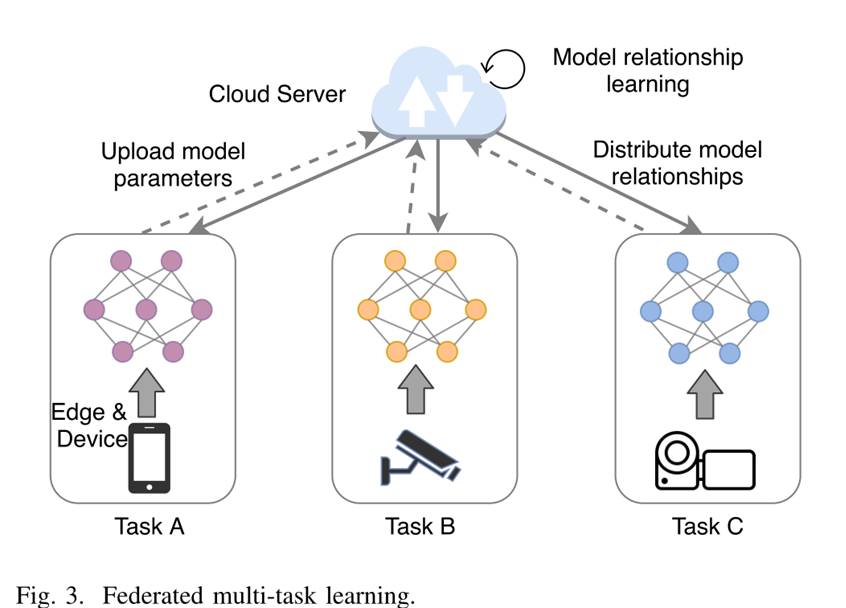 Model relationship
learning
Cloud Server
Upload model
parameters
Distribute model
relationships
Edge &
Device
Task A
Task B
Task C
Fig. 3. Federated multi-task learning.